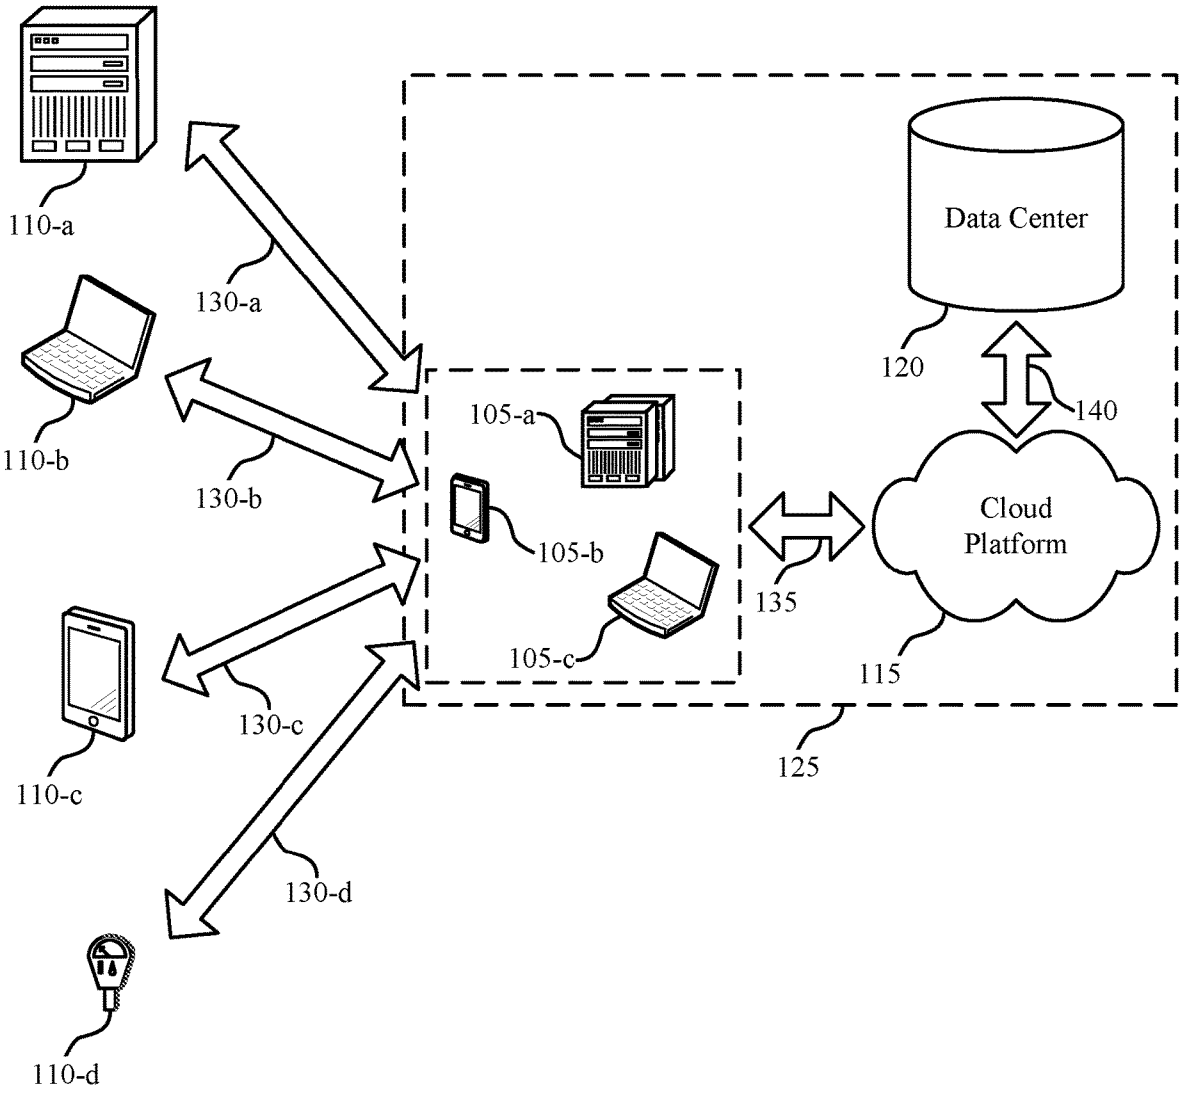 110-a
130-a
110-b
130-b
110-c
130-c
110-d
130-d
105-a
105-b
105-c
135
Data Center
120
140
Cloud
Platform
115
125